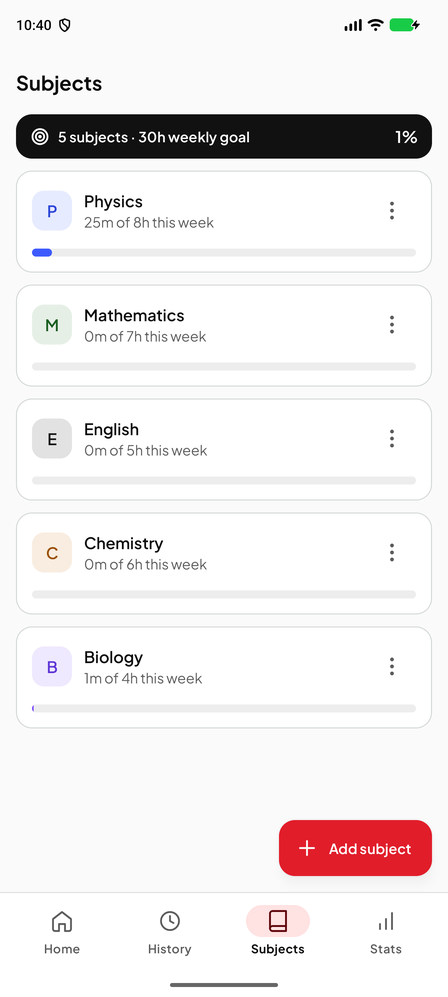 10:40
Subjects
5 subjects · 30h weekly goal 1%
P Physics
25m of 8h this week
M Mathematics
0m of 7h this week
E English
0m of 5h this week
C Chemistry
0m of 6h this week
B Biology
1m of 4h this week
+ Add subject
Home History Subjects Stats